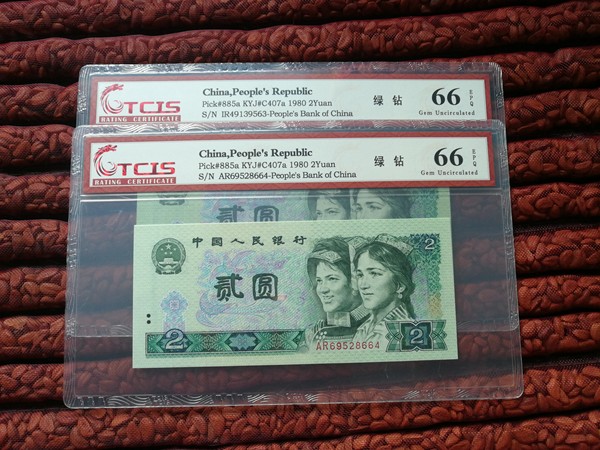 TCIS
RATING CERTIFICATE
China,People's Republic
Pick#885a KYJ#C407a 1980 2Yuan
S/N IR49139563-People's Bank of China
绿钻
66 EPQ
Gem Uncirculated
TCIS
RATING CERTIFICATE
China,People's Republic
Pick#885a KYJ#C407a 1980 2Yuan
S/N AR69528664-People's Bank of China
绿钻
66 EPQ
Gem Uncirculated
中国人民银行
2
贰圆
2
2
AR69528664